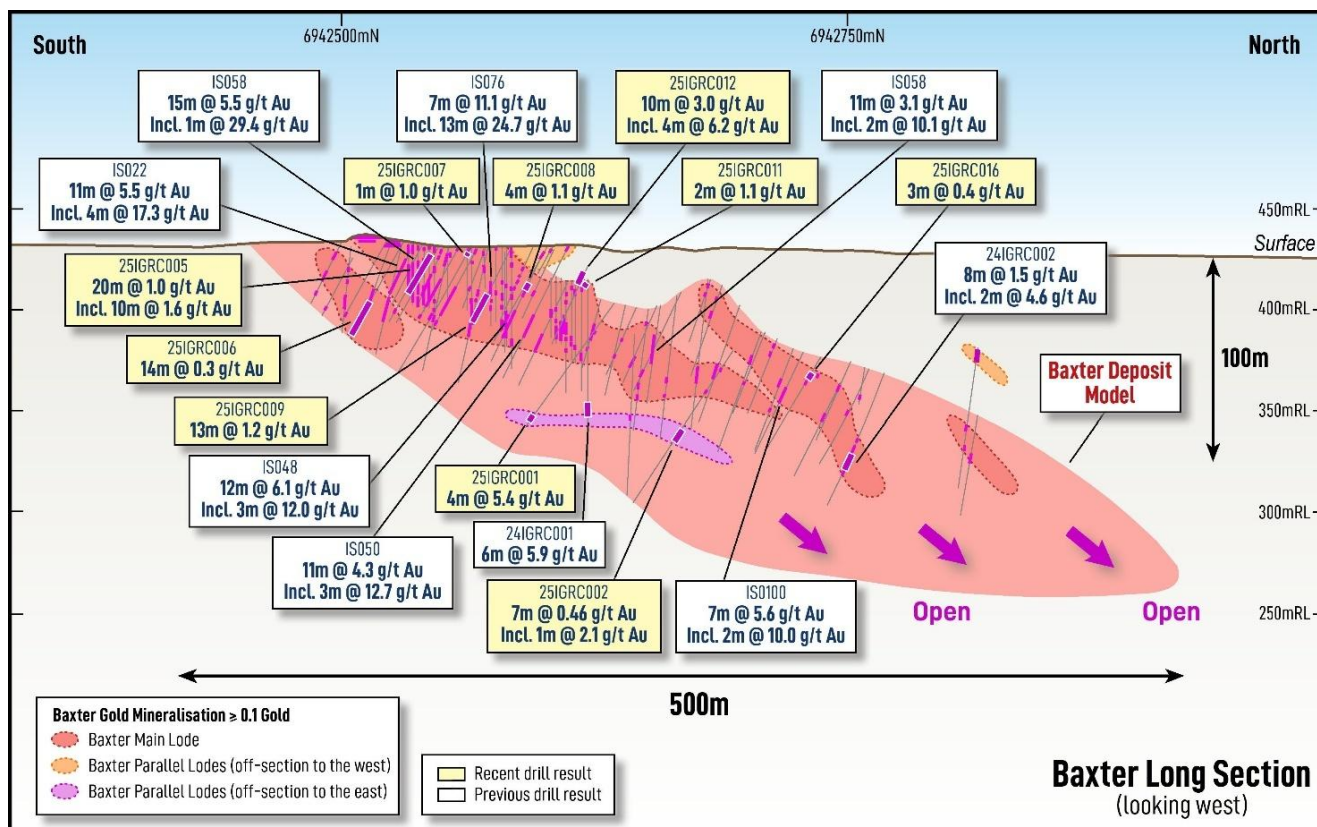 South
6942500mN
6942750mN
North
IS058
15m @ 5.5 g/t Au
Incl. 1m @ 29.4 g/t Au
IS076
7m @ 11.1 g/t Au
Incl. 13m @ 24.7 g/t Au
25IGRC012
10m @ 3.0 g/t Au
Incl. 4m @ 6.2 g/t Au
IS058
11m @ 3.1 g/t Au
Incl. 2m @ 10.1 g/t Au
IS022
11m @ 5.5 g/t Au
Incl. 4m @ 17.3 g/t Au
25IGRC007
1m @ 1.0 g/t Au
25IGRC008
4m @ 1.1 g/t Au
25IGRC011
2m @ 1.1 g/t Au
25IGRC016
3m @ 0.4 g/t Au
450mRL
Surface
24IGRC002
8m @ 1.5 g/t Au
Incl. 2m @ 4.6 g/t Au
25IGRC005
20m @ 1.0 g/t Au
Incl. 10m @ 1.6 g/t Au
400mRL
25IGRC006
14m @ 0.3 g/t Au
100m
Baxter Deposit
Model
25IGRC009
13m @ 1.2 g/t Au
350mRL
IS048
12m @ 6.1 g/t Au
Incl. 3m @ 12.0 g/t Au
25IGRC001
4m @ 5.4 g/t Au
300mRL
IS050
11m @ 4.3 g/t Au
Incl. 3m @ 12.7 g/t Au
24IGRC001
6m @ 5.9 g/t Au
25IGRC002
7m @ 0.46 g/t Au
Incl. 1m @ 2.1 g/t Au
IS0100
7m @ 5.6 g/t Au
Incl. 2m @ 10.0 g/t Au
Open
Open
250mRL
500m
Baxter Gold Mineralisation ≥ 0.1 Gold
Baxter Main Lode
Baxter Parallel Lodes (off-section to the west)
Baxter Parallel Lodes (off-section to the east)
Recent drill result
Previous drill result
Baxter Long Section
(looking west)